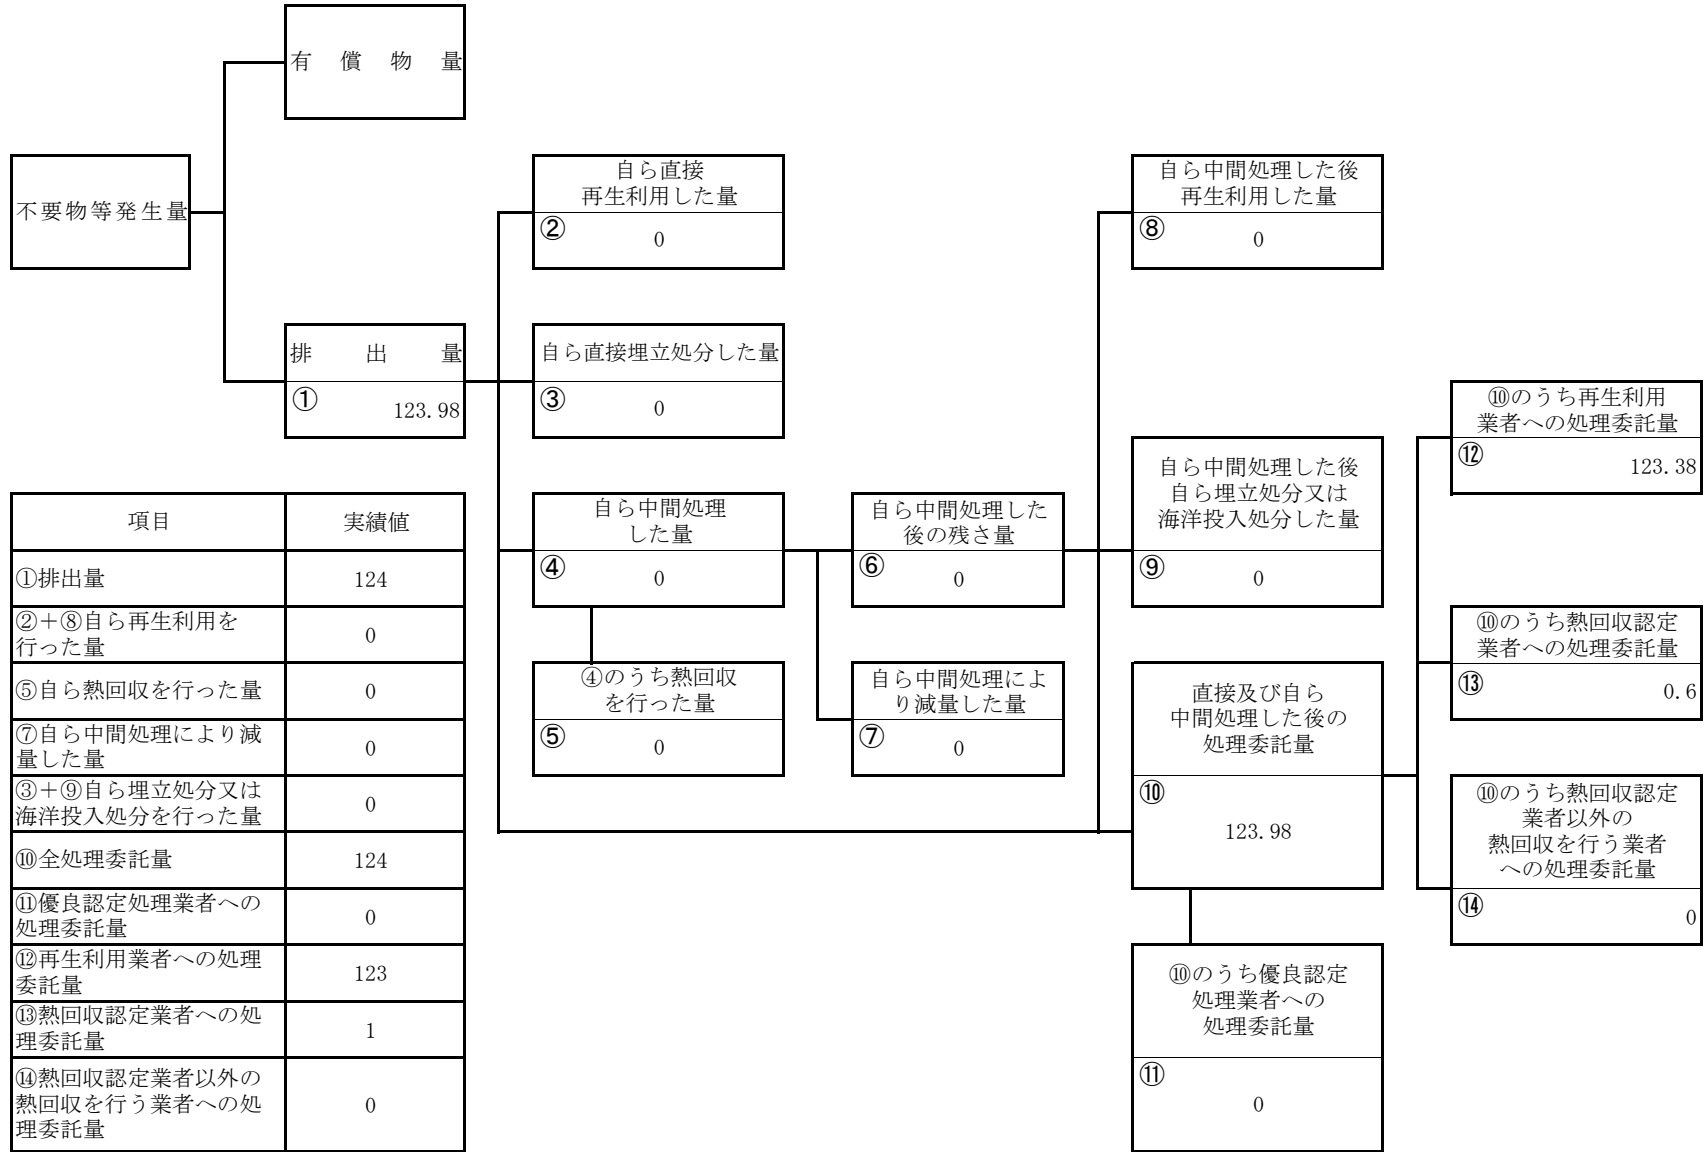 有償物量
不要物等発生量
排出量
①
123.98
自ら直接
再生利用した量
②
0
自ら直接埋立処分した量
③
0
自ら中間処理
した量
④
0
④のうち熱回収
を行った量
⑤
0
自ら中間処理した
後の残さ量
⑥
0
自ら中間処理によ
り減量した量
⑦
0
自ら中間処理した後
再生利用した量
⑧
0
自ら中間処理した後
自ら埋立処分又は
海洋投入処分した量
⑨
0
直接及び自ら
中間処理した後の
処理委託量
⑩
123.98
⑩のうち優良認定
処理業者への
処理委託量
⑪
0
⑩のうち再生利用
業者への処理委託量
⑫
123.38
⑩のうち熱回収認定
業者への処理委託量
⑬
0.6
⑩のうち熱回収認定
業者以外の
熱回収を行う業者
への処理委託量
⑭
0
項目 実績値
①排出量 124
②＋⑧自ら再生利用を
行った量 0
⑤自ら熱回収を行った量 0
⑦自ら中間処理により減
量した量 0
③＋⑨自ら埋立処分又は
海洋投入処分を行った量 0
⑩全処理委託量 124
⑪優良認定処理業者への
処理委託量 0
⑫再生利用業者への処理
委託量 123
⑬熱回収認定業者への処
理委託量 1
⑭熱回収認定業者以外の
熱回収を行う業者への処
理委託量 0